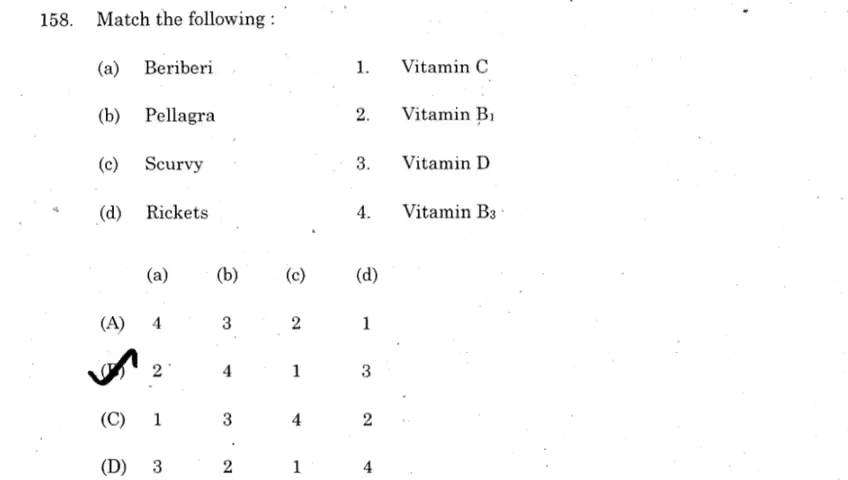 158. Match the following :
(a) Beriberi 1. Vitamin C
(b) Pellagra 2. Vitamin B₁
(c) Scurvy 3. Vitamin D
(d) Rickets 4. Vitamin B₃
(a) (b) (c) (d)
(A) 4 3 2 1
2 4 1 3
(C) 1 3 4 2
(D) 3 2 1 4